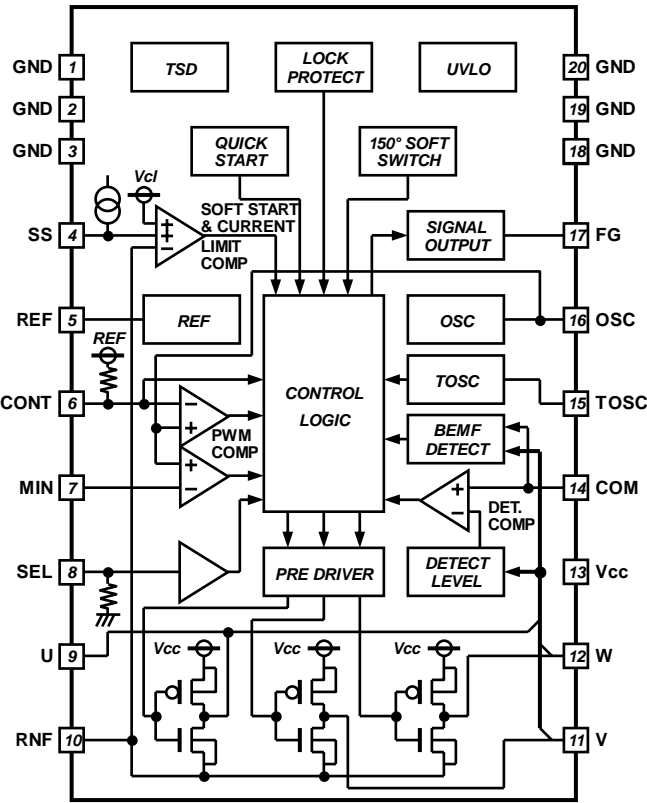 TSD
LOCK
PROTECT
UVLO
GND 1
20 GND
GND 2
19 GND
GND 3
18 GND
QUICK
START
150° SOFT
SWITCH
Vcl
SS 4
SOFT START
& CURRENT
LIMIT
COMP
SIGNAL
OUTPUT
17 FG
REF 5
REF
OSC
16 OSC
REF
CONT 6
CONTROL
LOGIC
TOSC
15 TOSC
PWM
COMP
BEMF
DETECT
MIN 7
DET.
COMP
14 COM
SEL 8
PRE DRIVER
DETECT
LEVEL
13 Vcc
U 9
Vcc
Vcc
Vcc
12 W
RNF 10
11 V